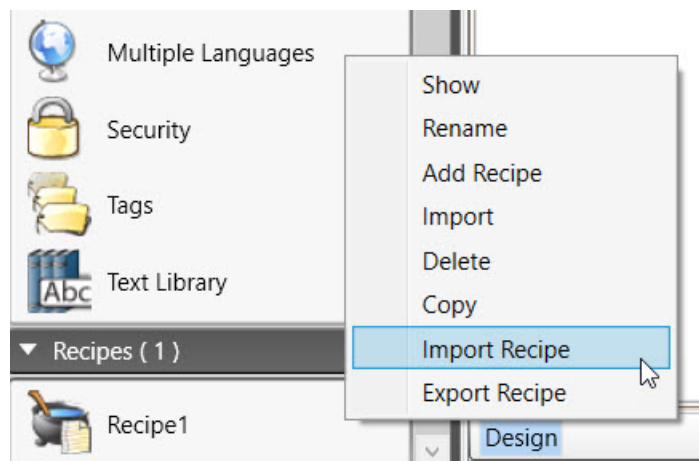 Multiple Languages
Security
Tags
Abc
Text Library
Recipes ( 1 )
Recipe1
Show
Rename
Add Recipe
Import
Delete
Copy
Import Recipe
Export Recipe
Design